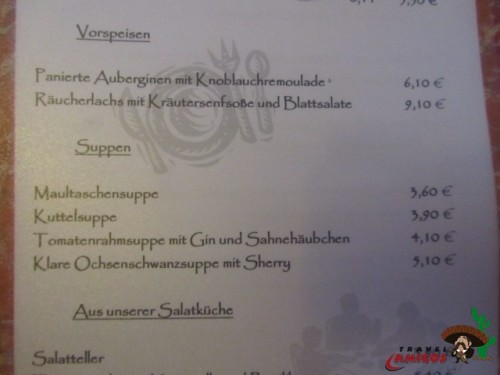 Vorspeisen
Panierte Auberginen mit Knoblauchremoulade 6,10 €
Räucherlachs mit Kräutersenfsoße und Blattsalate 9,10 €
Suppen
Maultaschensuppe 3,60 €
Kuttelsuppe 3,90 €
Tomatenrahmsuppe mit Gin und Sahnehäubchen 4,10 €
Klare Ochsenschwanzsuppe mit Sherry 5,10 €
Aus unserer Salatküche
Salatteller
TRAVEL
AMIGOS